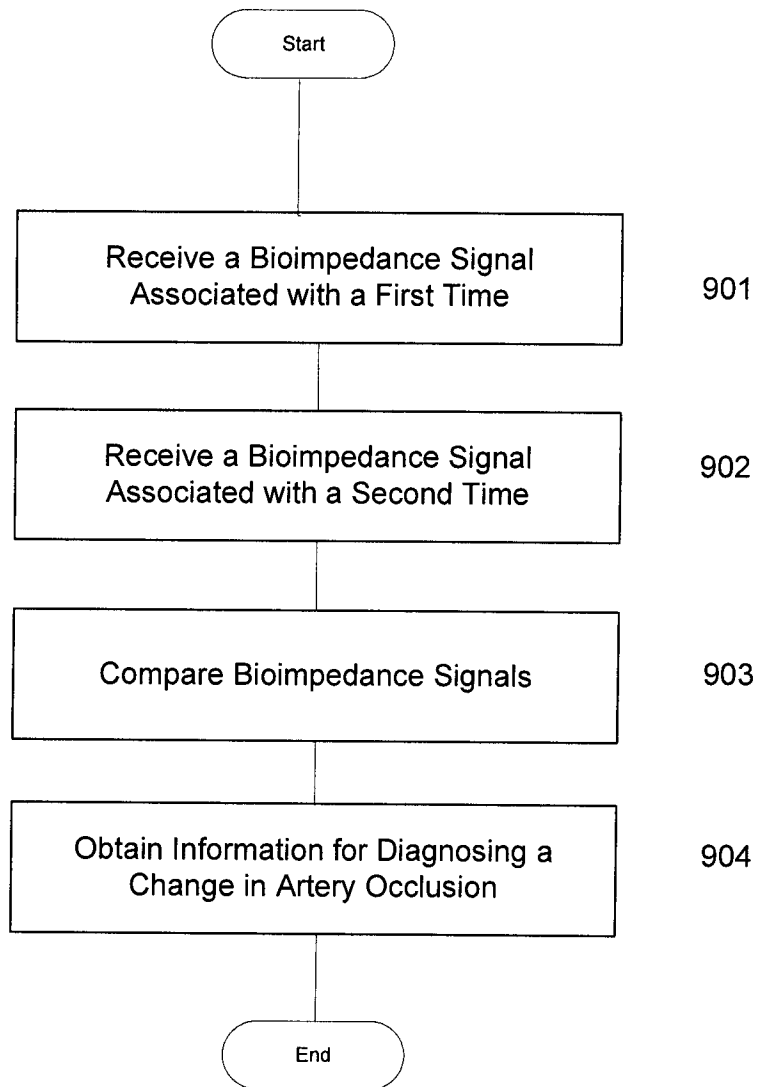 Start
Receive a Bioimpedance Signal
Associated with a First Time
901
Receive a Bioimpedance Signal
Associated with a Second Time
902
Compare Bioimpedance Signals
903
Obtain Information for Diagnosing a
Change in Artery Occlusion
904
End